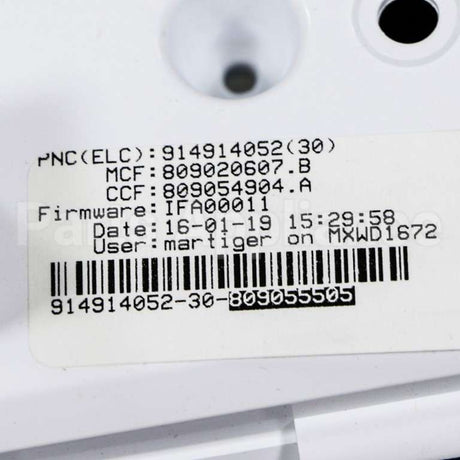 PNC(ELC):914914052(30)
MCF:809020607.B
CCF:809054904.A
Firmware:IFA00011
Date:16-01-19 15:29:58
User:martiger on MXWD1672
914914052-30-809055505